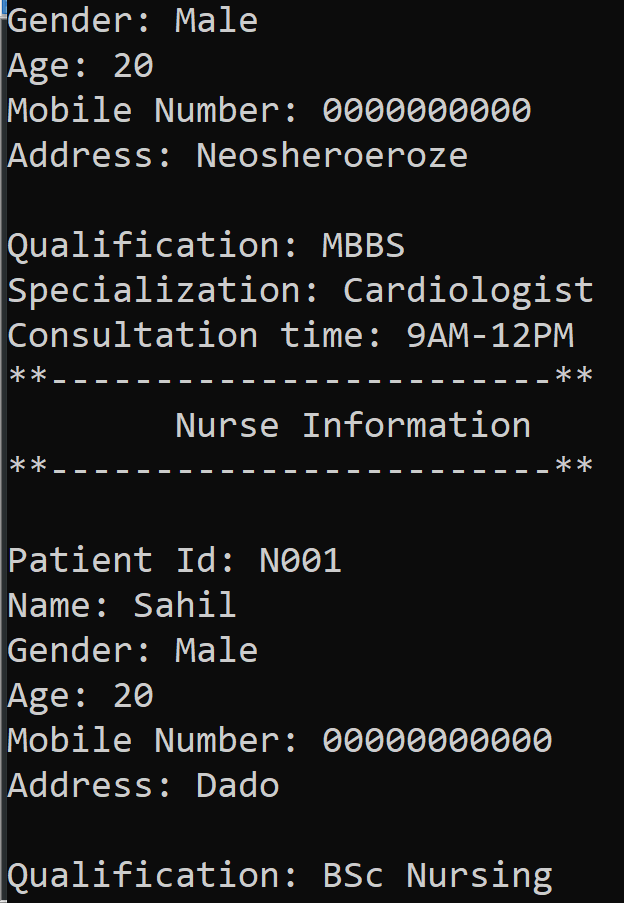 Gender: Male
Age: 20
Mobile Number: 0000000000
Address: Neosheroeroze
Qualification: MBBS
Specialization: Cardiologist
Consultation time: 9AM-12PM
**------------------------**
Nurse Information
**------------------------**
Patient Id: N001
Name: Sahil
Gender: Male
Age: 20
Mobile Number: 00000000000
Address: Dado
Qualification: BSc Nursing